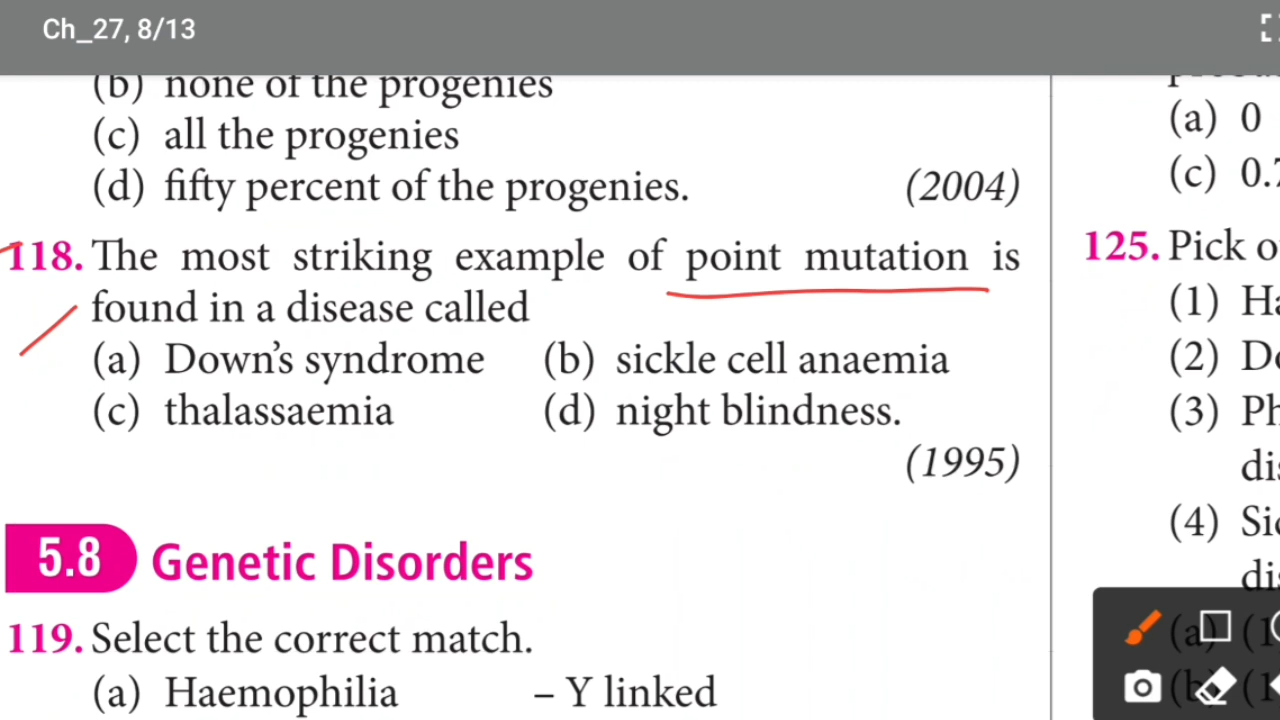 Ch_27, 8/13
(b) none of the progenies
(c) all the progenies
(d) fifty percent of the progenies. (2004)
118. The most striking example of point mutation is
found in a disease called
(a) Down's syndrome (b) sickle cell anaemia
(c) thalassaemia (d) night blindness.
(1995)
5.8 Genetic Disorders
119. Select the correct match.
(a) Haemophilia – Y linked
(a) 0
(c) 0.
125. Pick
(1)
(2)
(3)
(4)
(a)
(b)